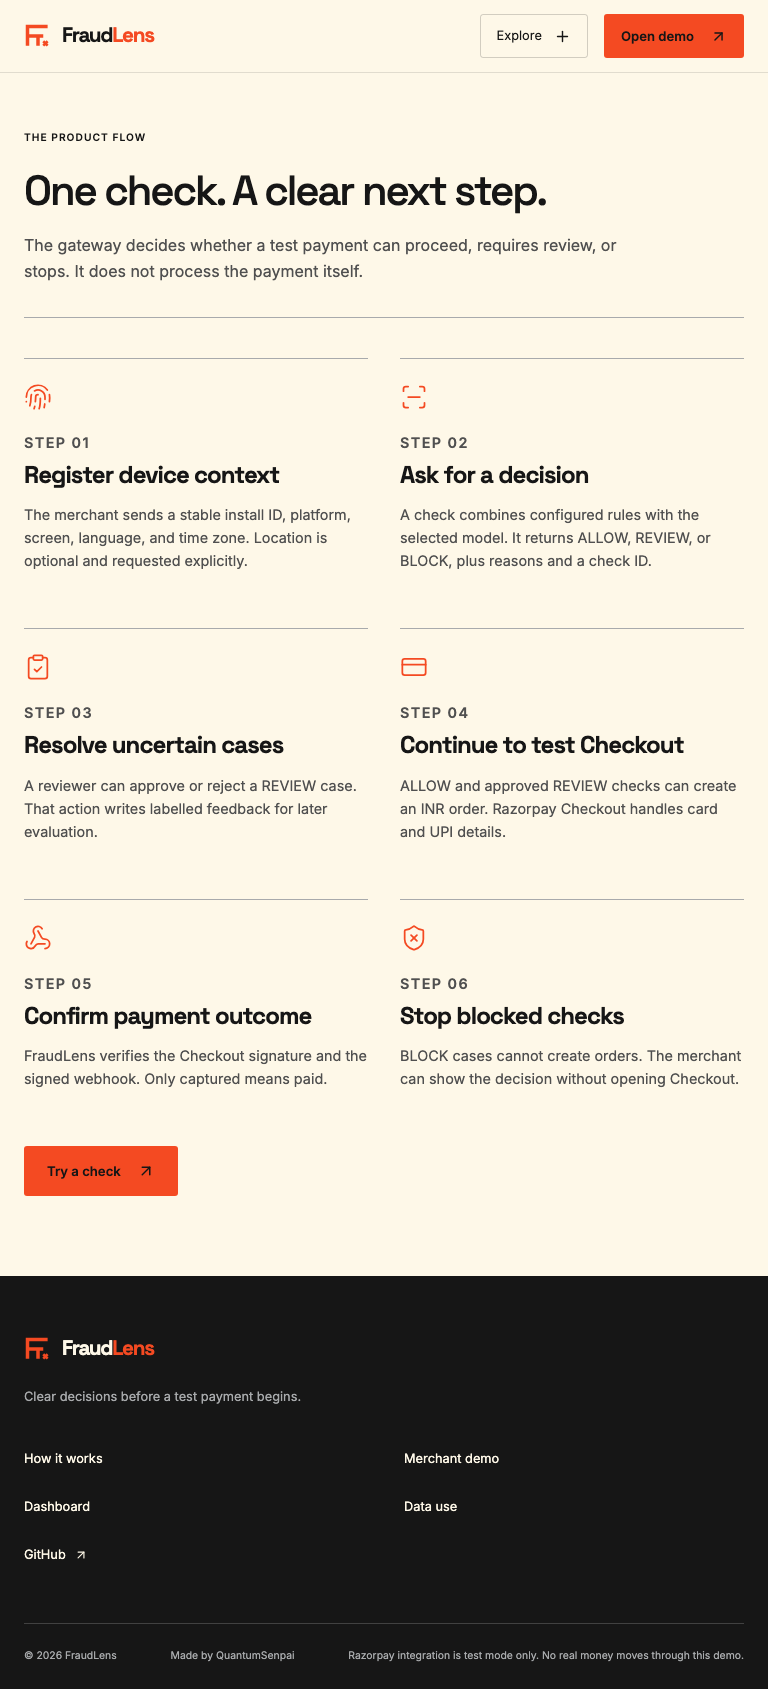 FraudLens
Explore
Open demo
THE PRODUCT FLOW
One check. A clear next step.
The gateway decides whether a test payment can proceed, requires review, or
stops. It does not process the payment itself.
STEP 01
Register device context
The merchant sends a stable install ID, platform,
screen, language, and time zone. Location is
optional and requested explicitly.
STEP 02
Ask for a decision
A check combines configured rules with the
selected model. It returns ALLOW, REVIEW, or
BLOCK, plus reasons and a check ID.
STEP 03
Resolve uncertain cases
A reviewer can approve or reject a REVIEW case.
That action writes labelled feedback for later
evaluation.
STEP 04
Continue to test Checkout
ALLOW and approved REVIEW checks can create
an INR order. Razorpay Checkout handles card
and UPI details.
STEP 05
Confirm payment outcome
FraudLens verifies the Checkout signature and the
signed webhook. Only captured means paid.
STEP 06
Stop blocked checks
BLOCK cases cannot create orders. The merchant
can show the decision without opening Checkout.
Try a check
FraudLens
Clear decisions before a test payment begins.
How it works
Merchant demo
Dashboard
Data use
GitHub
© 2026 FraudLens
Made by QuantumSenpai
Razorpay integration is test mode only. No real money moves through this demo.